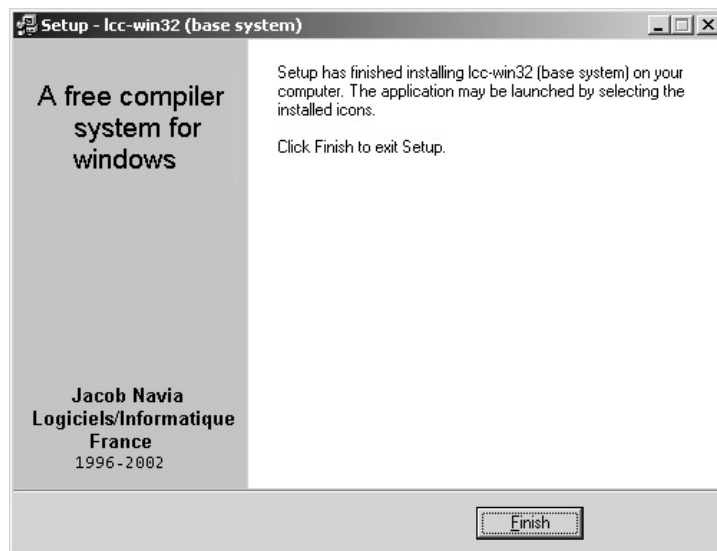 Setup - lcc-win32 (base system)
A free compiler
system for
windows
Jacob Navia
Logiciels/Informatique
France
1996-2002
Setup has finished installing lcc-win32 (base system) on your
computer. The application may be launched by selecting the
installed icons.
Click Finish to exit Setup.
Finish